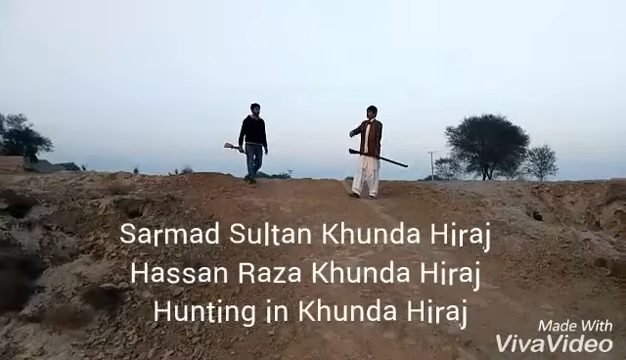 Sarmad Sultan Khunda Hiraj
Hassan Raza Khunda Hiraj
Hunting in Khunda Hiraj
Made With
VivaVideo